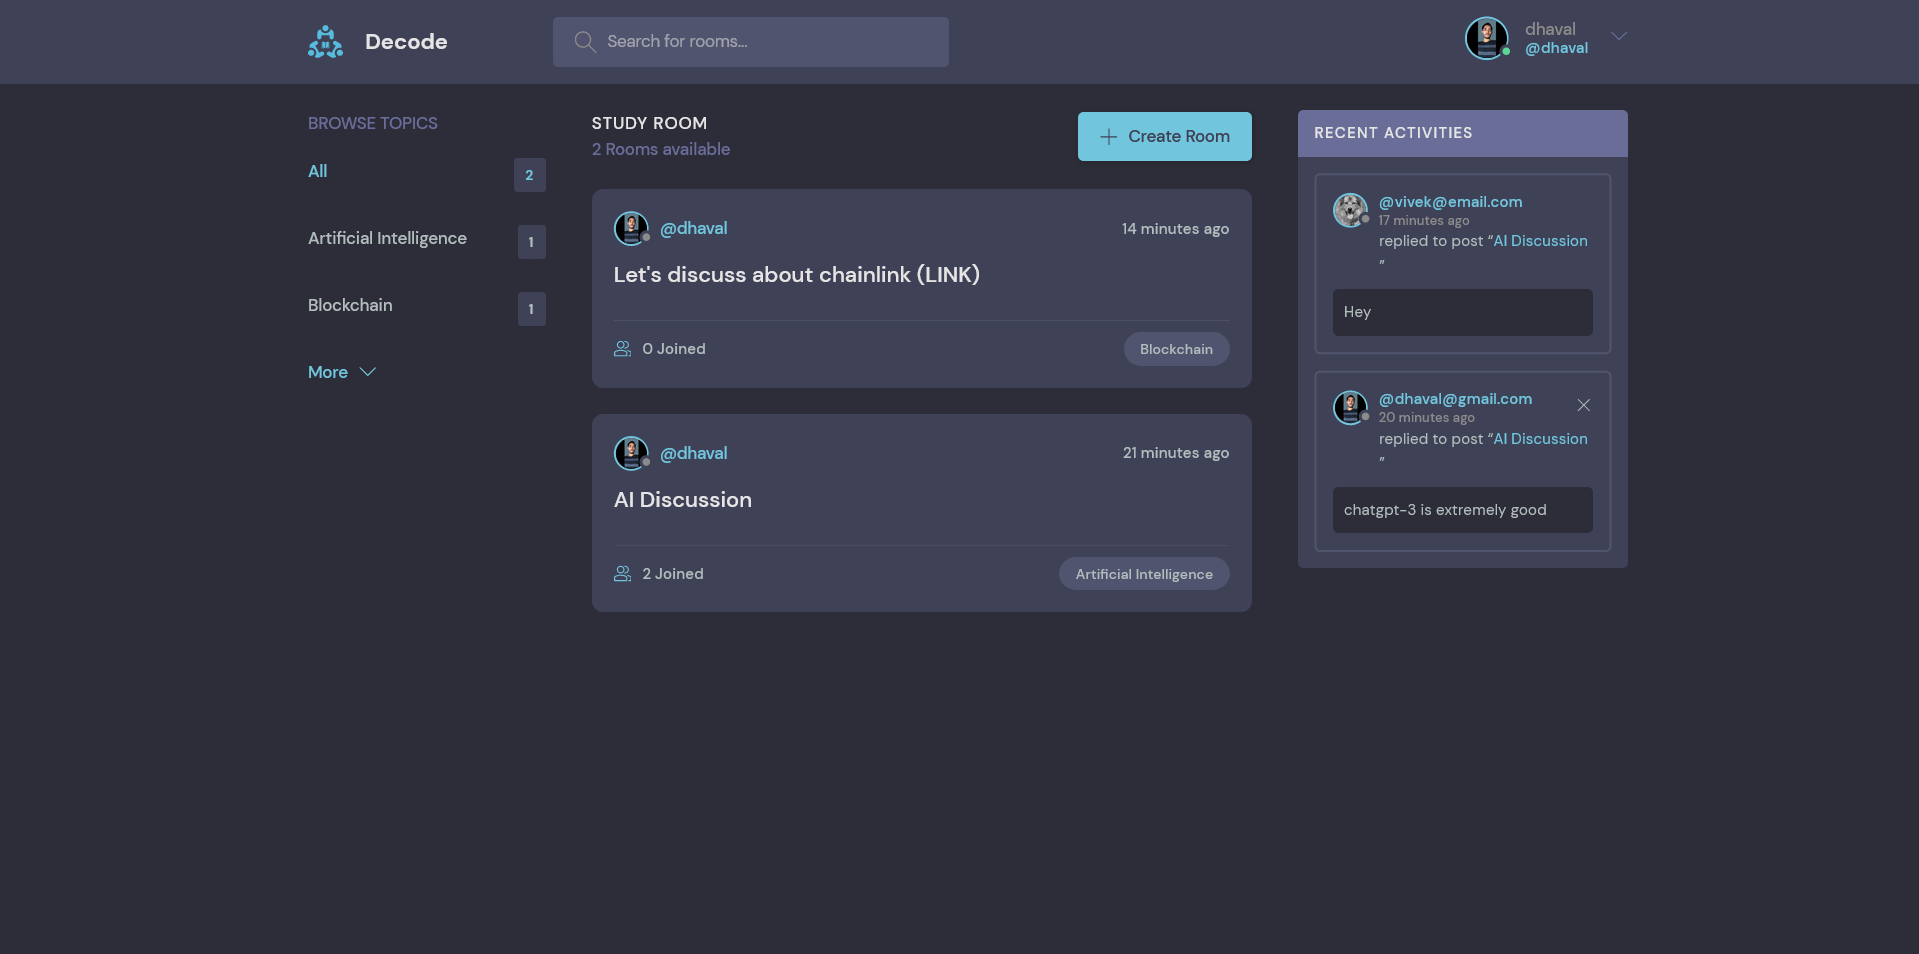 Decode
Search for rooms...
dhaval
@dhaval
BROWSE TOPICS
All
2
Artificial Intelligence
1
Blockchain
1
More
STUDY ROOM
2 Rooms available
Create Room
@dhaval
14 minutes ago
Let's discuss about chainlink (LINK)
0 Joined
Blockchain
@dhaval
21 minutes ago
AI Discussion
2 Joined
Artificial Intelligence
RECENT ACTIVITIES
@vivek@email.com
17 minutes ago
replied to post “AI Discussion
”
Hey
@dhaval@gmail.com
20 minutes ago
replied to post “AI Discussion
”
chatgpt-3 is extremely good